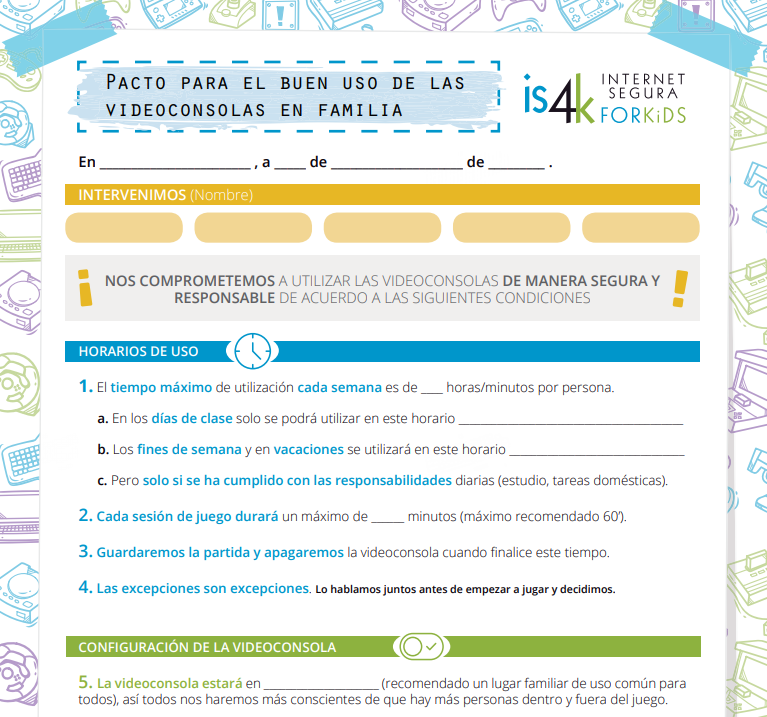 PACTO PARA EL BUEN USO DE LAS
VIDEOCONSOLAS EN FAMILIA
is4k INTERNET
SEGURA
FORKiDS
En ____________________ , a ____ de _________________ de _______ .
INTERVENIMOS (Nombre)
NOS COMPROMETEMOS A UTILIZAR LAS VIDEOCONSOLAS DE MANERA SEGURA Y
RESPONSABLE DE ACUERDO A LAS SIGUIENTES CONDICIONES
HORARIOS DE USO
1. El tiempo máximo de utilización cada semana es de ___ horas/minutos por persona.
a. En los días de clase solo se podrá utilizar en este horario ______________________________
b. Los fines de semana y en vacaciones se utilizará en este horario ________________________
c. Pero solo si se ha cumplido con las responsabilidades diarias (estudio, tareas domésticas).
2. Cada sesión de juego durará un máximo de _____ minutos (máximo recomendado 60’).
3. Guardaremos la partida y apagaremos la videoconsola cuando finalice este tiempo.
4. Las excepciones son excepciones. Lo hablamos juntos antes de empezar a jugar y decidimos.
CONFIGURACIÓN DE LA VIDEOCONSOLA
5. La videoconsola estará en ________________ (recomendado un lugar familiar de uso común para
todos), así todos nos haremos más conscientes de que hay más personas dentro y fuera del juego.